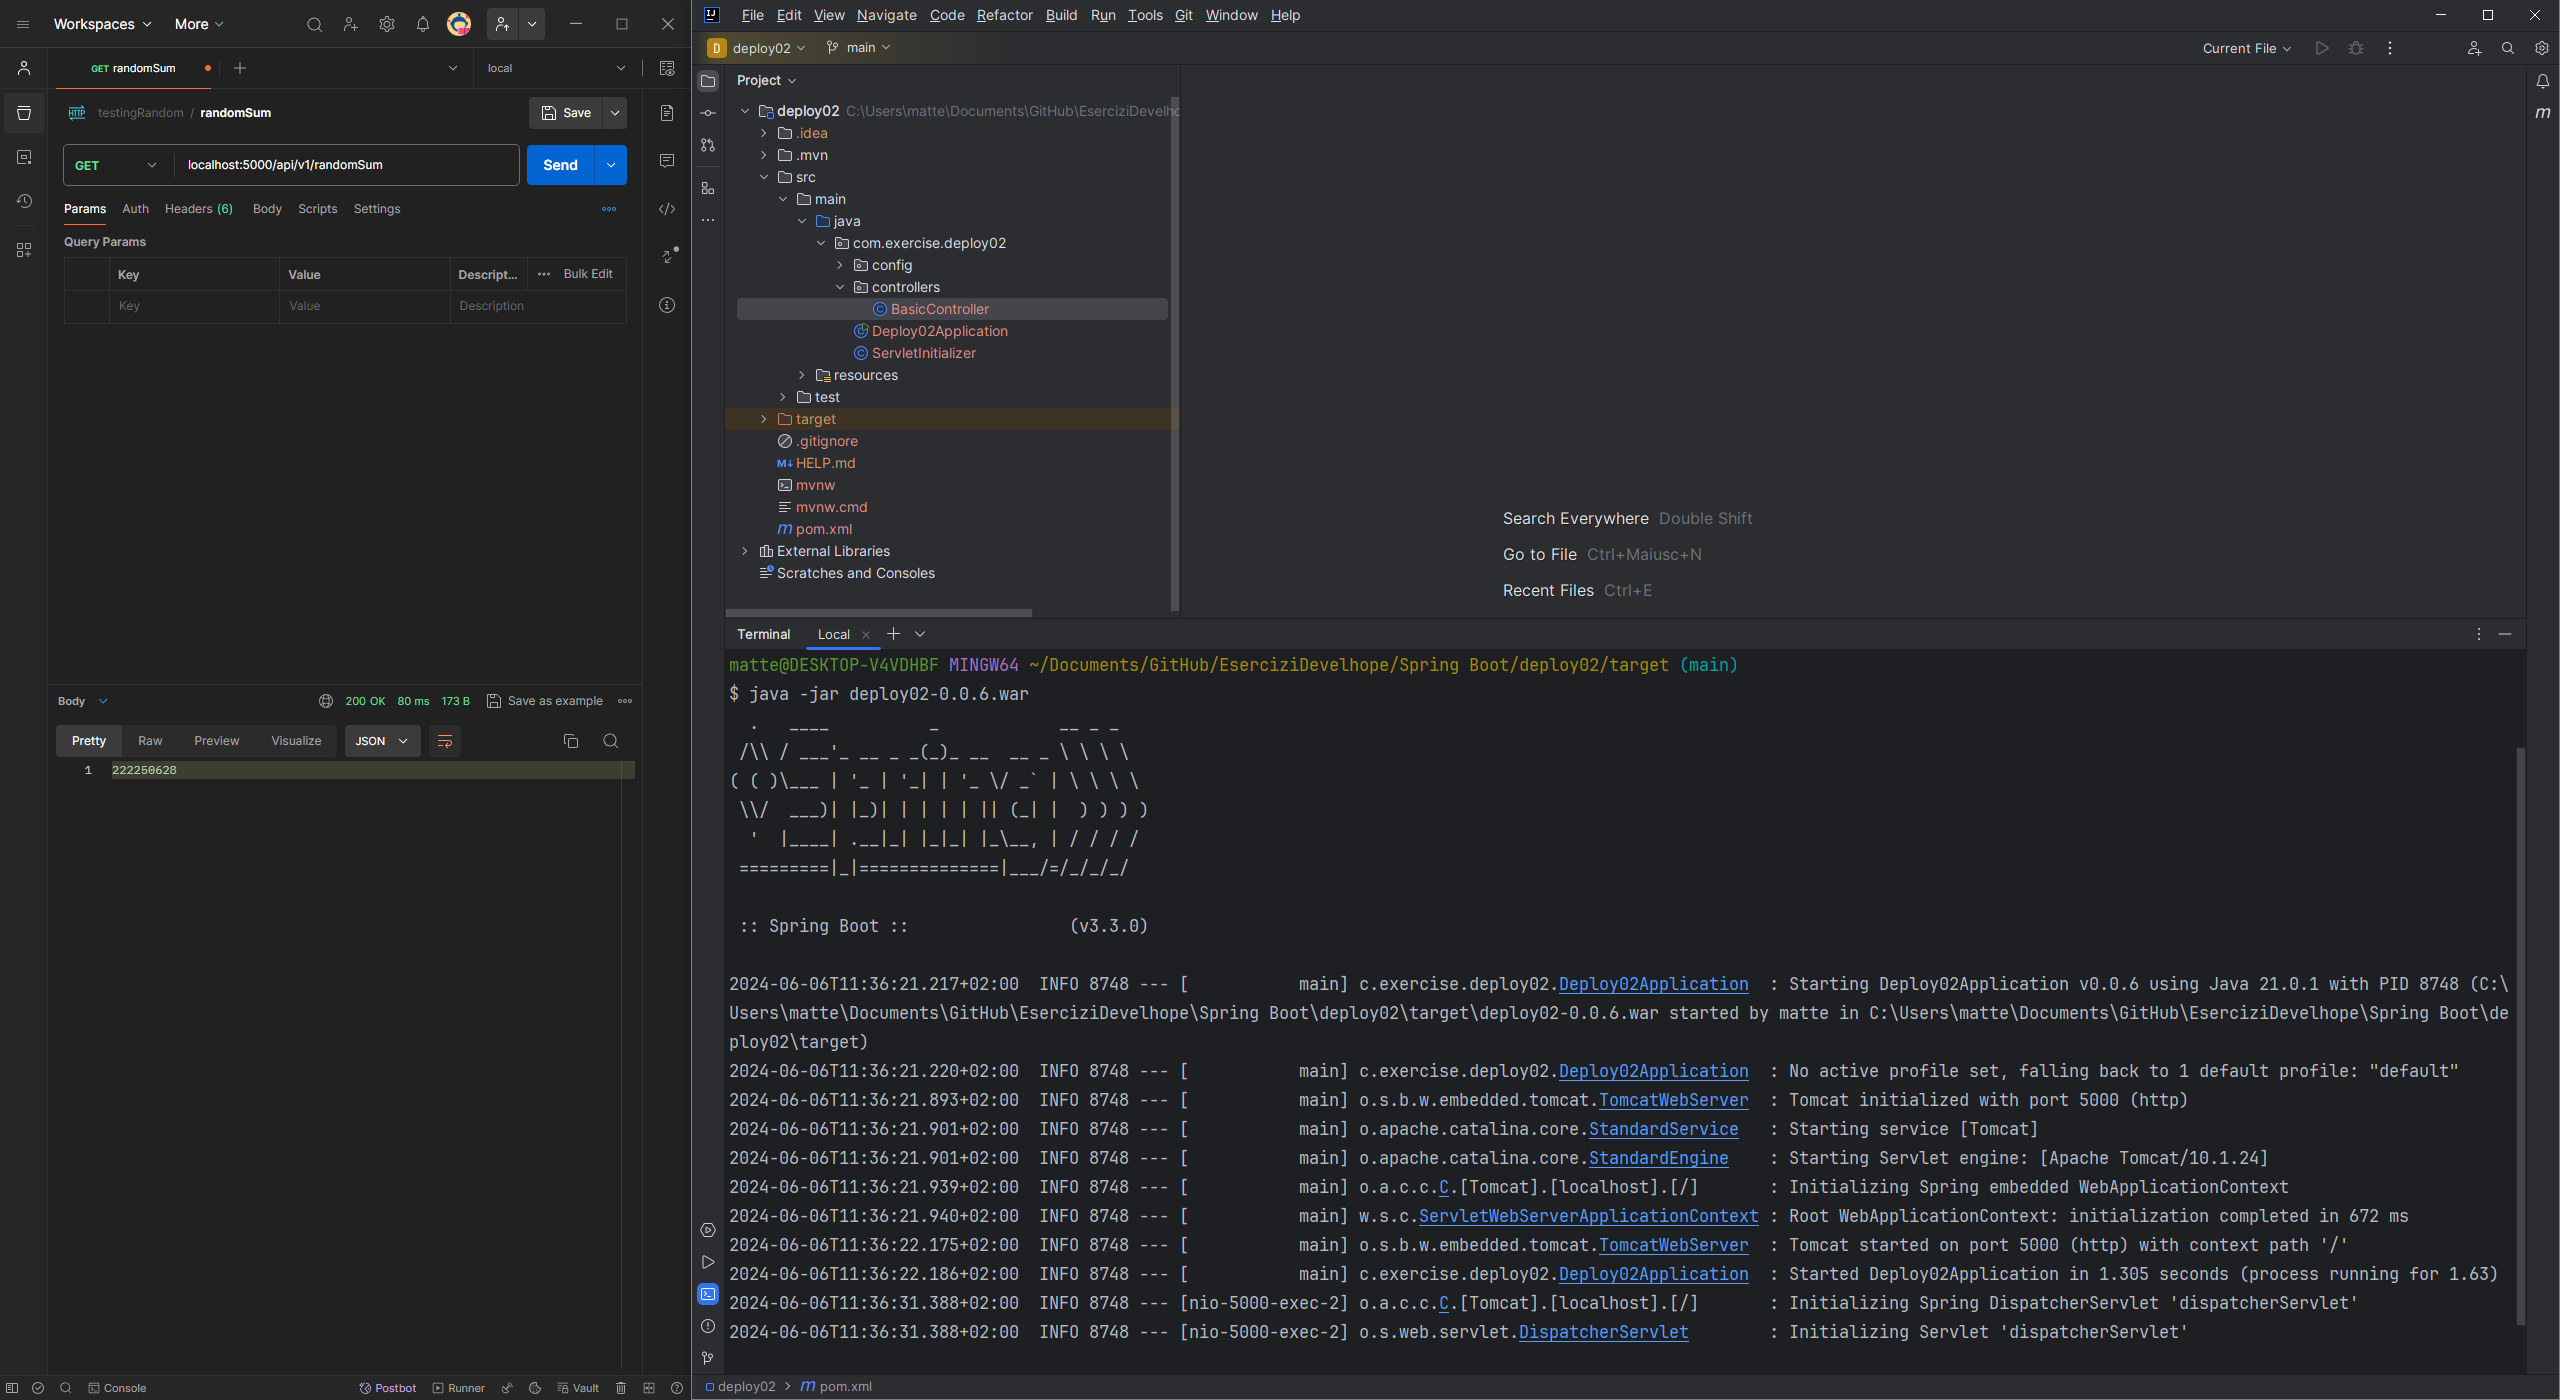 Workspaces More
GET randomSum local
HTTP testingRandom / randomSum Save
GET localhost:5000/api/v1/randomSum Send
Params Auth Headers (6) Body Scripts Settings
Query Params
Key Value Descript... Bulk Edit
Key Value Description
Body 200 OK 80 ms 173 B Save as example
Pretty Raw Preview Visualize JSON
1 222250628
Console Postbot Runner Vault
File Edit View Navigate Code Refactor Build Run Tools Git Window Help
D deploy02 main Current File
Project
deploy02 C:\Users\matte\Documents\GitHub\EserciziDevelho
.idea
.mvn
src
main
java
com.exercise.deploy02
config
controllers
BasicController
Deploy02Application
ServletInitializer
resources
test
target
.gitignore
HELP.md
mvnw
mvnw.cmd
pom.xml
External Libraries
Scratches and Consoles
Search Everywhere Double Shift
Go to File Ctrl+Maiusc+N
Recent Files Ctrl+E
Terminal Local
matte@DESKTOP-V4VDHBF MINGW64 ~/Documents/GitHub/EserciziDevelhope/Spring Boot/deploy02/target (main)
$ java -jar deploy02-0.0.6.war
  .   ____          _            __ _ _
 /\\ / ___'_ __ _ _(_)_ __  __ _ \ \ \ \
( ( )\___ | '_ | '_| | '_ \/ _` | \ \ \ \
 \\/  ___)| |_)| | | | | || (_| |  ) ) ) )
  '  |____| .__|_| |_|_| |_\__, | / / / /
 =========|_|==============|___/=/_/_/_/
 :: Spring Boot ::                (v3.3.0)
2024-06-06T11:36:21.217+02:00  INFO 8748 --- [           main] c.exercise.deploy02.Deploy02Application  : Starting Deploy02Application v0.0.6 using Java 21.0.1 with PID 8748 (C:\
Users\matte\Documents\GitHub\EserciziDevelhope\Spring Boot\deploy02\target\deploy02-0.0.6.war started by matte in C:\Users\matte\Documents\GitHub\EserciziDevelhope\Spring Boot\de
ploy02\target)
2024-06-06T11:36:21.220+02:00  INFO 8748 --- [           main] c.exercise.deploy02.Deploy02Application  : No active profile set, falling back to 1 default profile: "default"
2024-06-06T11:36:21.893+02:00  INFO 8748 --- [           main] o.s.b.w.embedded.tomcat.TomcatWebServer  : Tomcat initialized with port 5000 (http)
2024-06-06T11:36:21.901+02:00  INFO 8748 --- [           main] o.apache.catalina.core.StandardService   : Starting service [Tomcat]
2024-06-06T11:36:21.901+02:00  INFO 8748 --- [           main] o.apache.catalina.core.StandardEngine    : Starting Servlet engine: [Apache Tomcat/10.1.24]
2024-06-06T11:36:21.939+02:00  INFO 8748 --- [           main] o.a.c.c.C.[Tomcat].[localhost].[/]       : Initializing Spring embedded WebApplicationContext
2024-06-06T11:36:21.940+02:00  INFO 8748 --- [           main] w.s.c.ServletWebServerApplicationContext : Root WebApplicationContext: initialization completed in 672 ms
2024-06-06T11:36:22.175+02:00  INFO 8748 --- [           main] o.s.b.w.embedded.tomcat.TomcatWebServer  : Tomcat started on port 5000 (http) with context path '/'
2024-06-06T11:36:22.186+02:00  INFO 8748 --- [           main] c.exercise.deploy02.Deploy02Application  : Started Deploy02Application in 1.305 seconds (process running for 1.63)
2024-06-06T11:36:31.388+02:00  INFO 8748 --- [nio-5000-exec-2] o.a.c.c.C.[Tomcat].[localhost].[/]       : Initializing Spring DispatcherServlet 'dispatcherServlet'
2024-06-06T11:36:31.388+02:00  INFO 8748 --- [nio-5000-exec-2] o.s.web.servlet.DispatcherServlet        : Initializing Servlet 'dispatcherServlet'
deploy02 > pom.xml